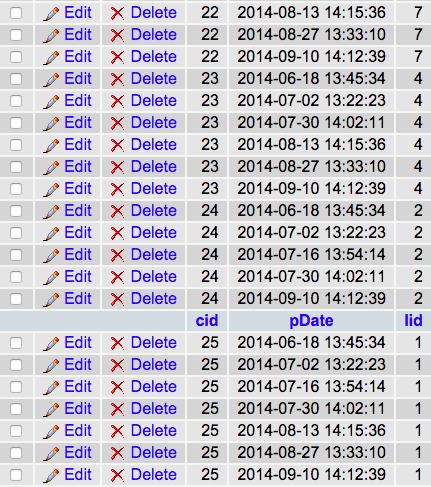 Edit Delete 22 2014-08-13 14:15:36 7
Edit Delete 22 2014-08-27 13:33:10 7
Edit Delete 22 2014-09-10 14:12:39 7
Edit Delete 23 2014-06-18 13:45:34 4
Edit Delete 23 2014-07-02 13:22:23 4
Edit Delete 23 2014-07-30 14:02:11 4
Edit Delete 23 2014-08-13 14:15:36 4
Edit Delete 23 2014-08-27 13:33:10 4
Edit Delete 23 2014-09-10 14:12:39 4
Edit Delete 24 2014-06-18 13:45:34 2
Edit Delete 24 2014-07-02 13:22:23 2
Edit Delete 24 2014-07-16 13:54:14 2
Edit Delete 24 2014-07-30 14:02:11 2
Edit Delete 24 2014-09-10 14:12:39 2
cid pDate lid
Edit Delete 25 2014-06-18 13:45:34 1
Edit Delete 25 2014-07-02 13:22:23 1
Edit Delete 25 2014-07-16 13:54:14 1
Edit Delete 25 2014-07-30 14:02:11 1
Edit Delete 25 2014-08-13 14:15:36 1
Edit Delete 25 2014-08-27 13:33:10 1
Edit Delete 25 2014-09-10 14:12:39 1